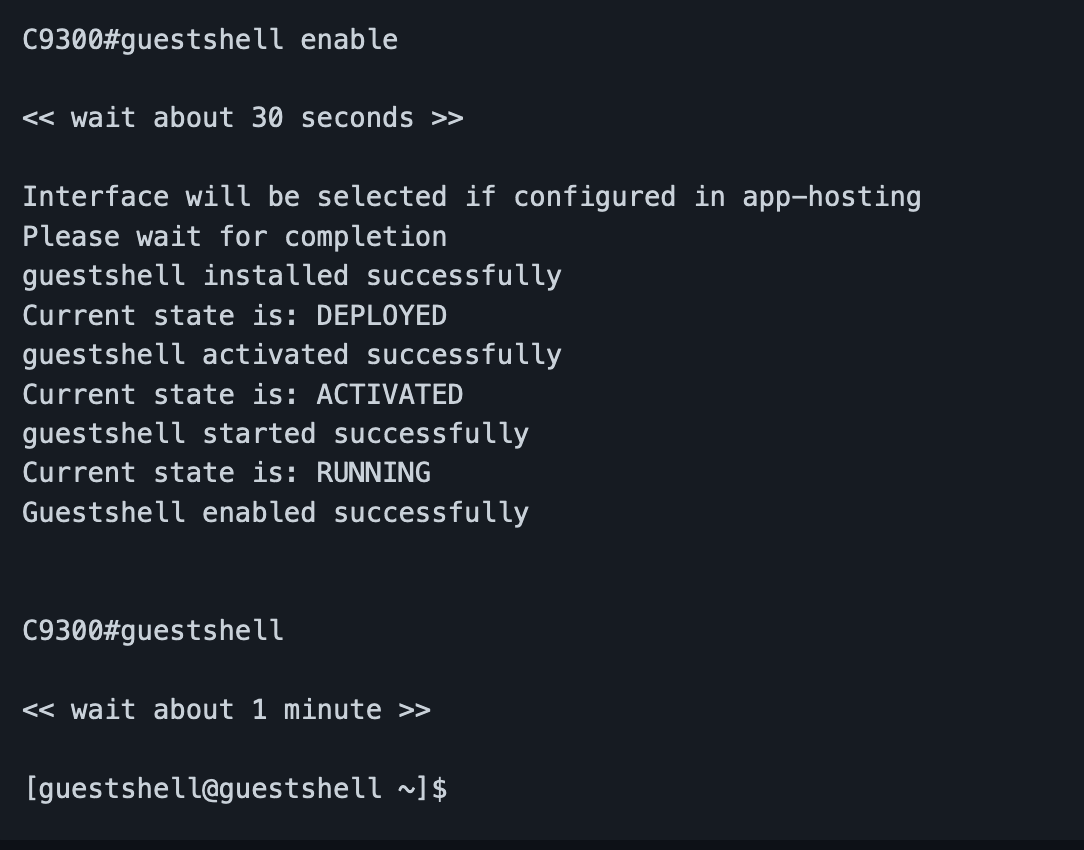 C9300#guestshell enable
<< wait about 30 seconds >>
Interface will be selected if configured in app-hosting
Please wait for completion
guestshell installed successfully
Current state is: DEPLOYED
guestshell activated successfully
Current state is: ACTIVATED
guestshell started successfully
Current state is: RUNNING
Guestshell enabled successfully
C9300#guestshell
<< wait about 1 minute >>
[guestshell@guestshell ~]$